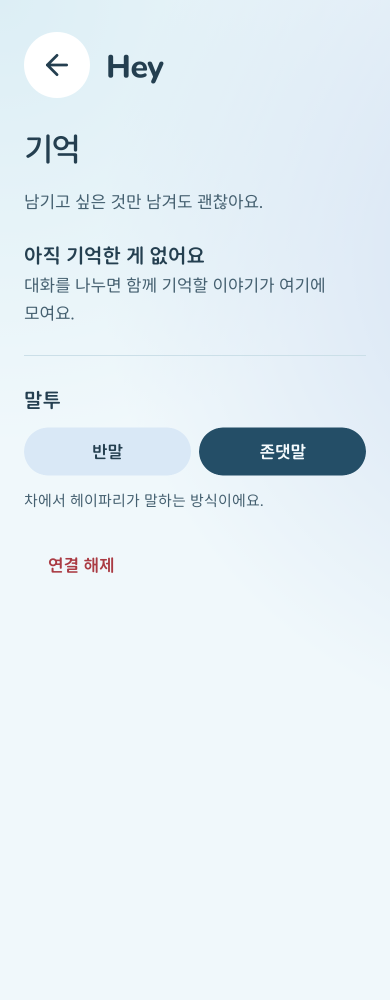 Hey
기억
남기고 싶은 것만 남겨도 괜찮아요.
아직 기억한 게 없어요
대화를 나누면 함께 기억할 이야기가 여기에
모여요.
말투
반말
존댓말
차에서 헤이파리가 말하는 방식이에요.
연결 해제